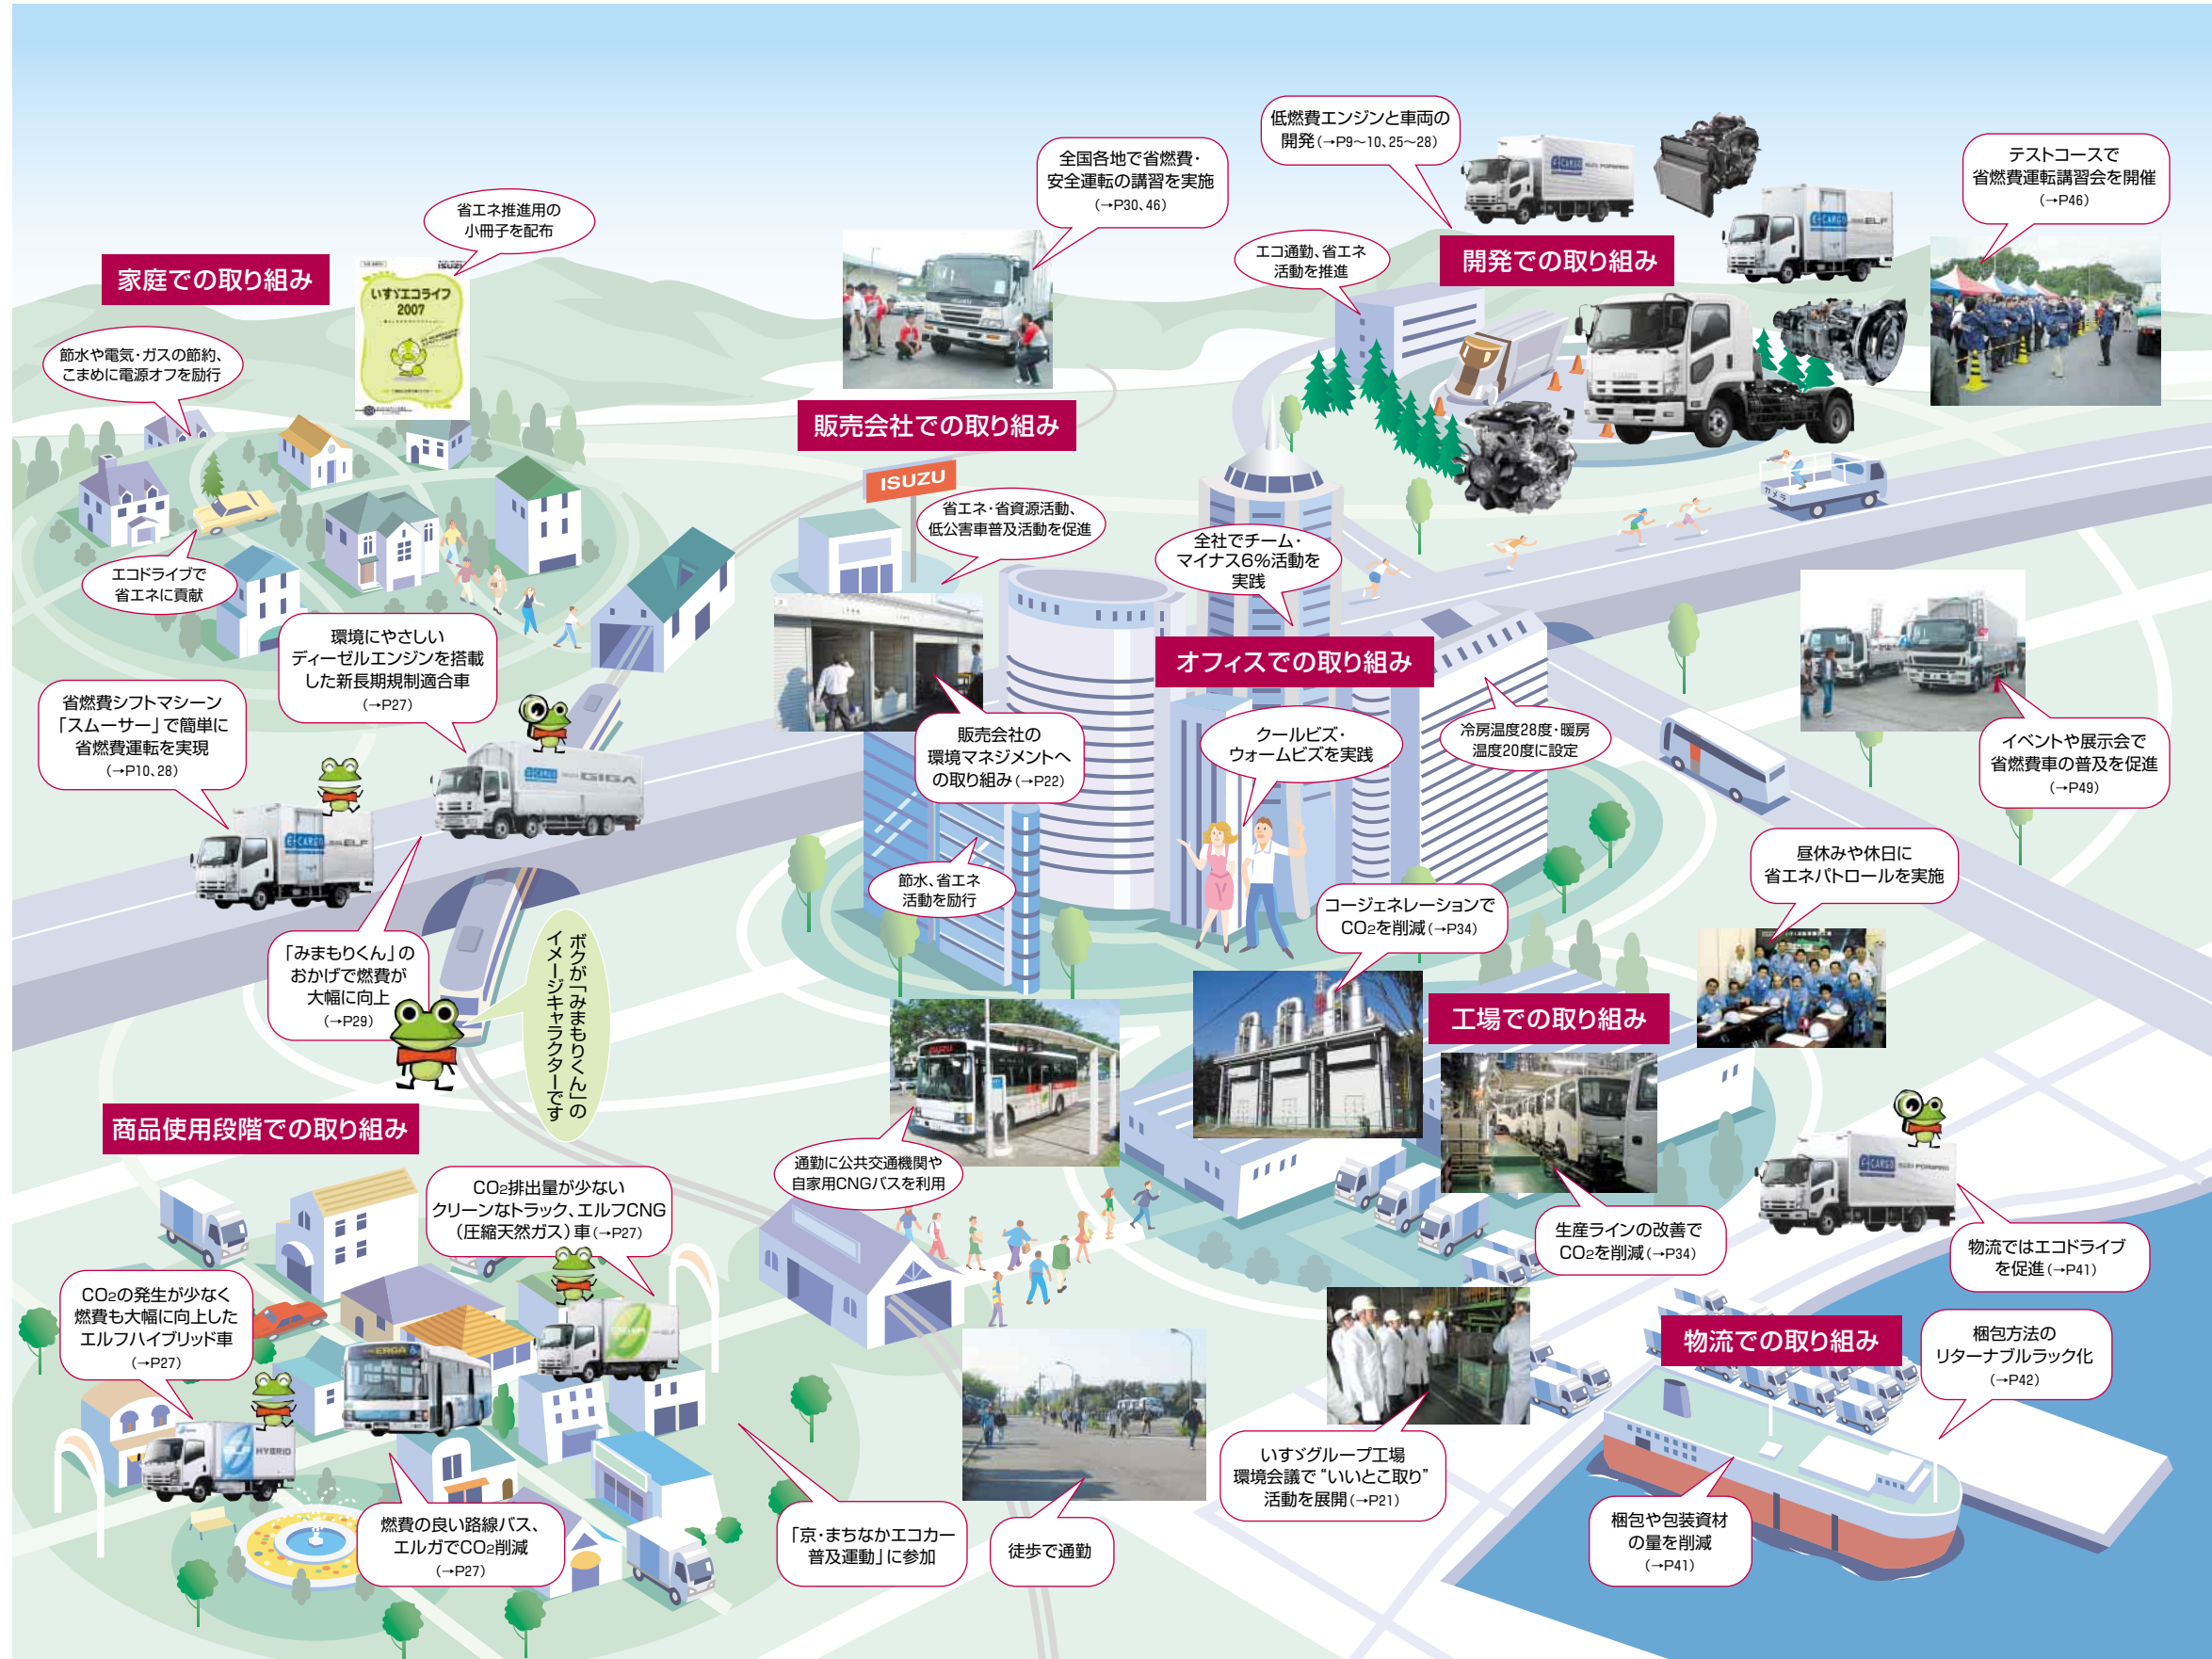 家庭での取り組み
省エネ推進用の
小冊子を配布
ISUZU
いすゞエコライフ
2007
節水や電気・ガスの節約、
こまめに電源オフを励行
エコドライブで
省エネに貢献
販売会社での取り組み
全国各地で省燃費・
安全運転の講習を実施
(→P30、46)
ISUZU
省エネ・省資源活動、
低公害車普及活動を促進
販売会社の
環境マネジメントへ
の取り組み(→P22)
開発での取り組み
低燃費エンジンと車両の
開発(→P9〜10、25〜28)
エコ通勤、省エネ
活動を推進
テストコースで
省燃費運転講習会を開催
(→P46)
E-CARGO
ISUZU FORWARD
E-CARGO
ELF
カメラ
オフィスでの取り組み
全社でチーム・
マイナス6%活動を
実践
クールビズ・
ウォームビズを実践
冷房温度28度・暖房
温度20度に設定
節水、省エネ
活動を励行
イベントや展示会で
省燃費車の普及を促進
(→P49)
環境にやさしい
ディーゼルエンジンを搭載
した新長期規制適合車
(→P27)
省燃費シフトマシーン
「スムーサー」で簡単に
省燃費運転を実現
(→P10、28)
E-CARGO
GIGA
E-CARGO
ELF
「みまもりくん」の
おかげで燃費が
大幅に向上
(→P29)
ボクが「みまもりくん」の
イメージキャラクターです
商品使用段階での取り組み
CO2排出量が少ない
クリーンなトラック、エルフCNG
(圧縮天然ガス)車(→P27)
CO2の発生が少なく
燃費も大幅に向上した
エルフハイブリッド車
(→P27)
ERGA
ELF HYBRID
燃費の良い路線バス、
エルガでCO2削減
(→P27)
「京・まちなかエコカー
普及運動」に参加
通勤に公共交通機関や
自家用CNGバスを利用
徒歩で通勤
工場での取り組み
コージェネレーションで
CO2を削減(→P34)
昼休みや休日に
省エネパトロールを実施
生産ラインの改善で
CO2を削減(→P34)
いすゞグループ工場
環境会議で“いいとこ取り”
活動を展開(→P21)
物流での取り組み
E-CARGO
ISUZU FORWARD
物流ではエコドライブ
を促進(→P41)
梱包方法の
リターナブルラック化
(→P42)
梱包や包装資材
の量を削減
(→P41)